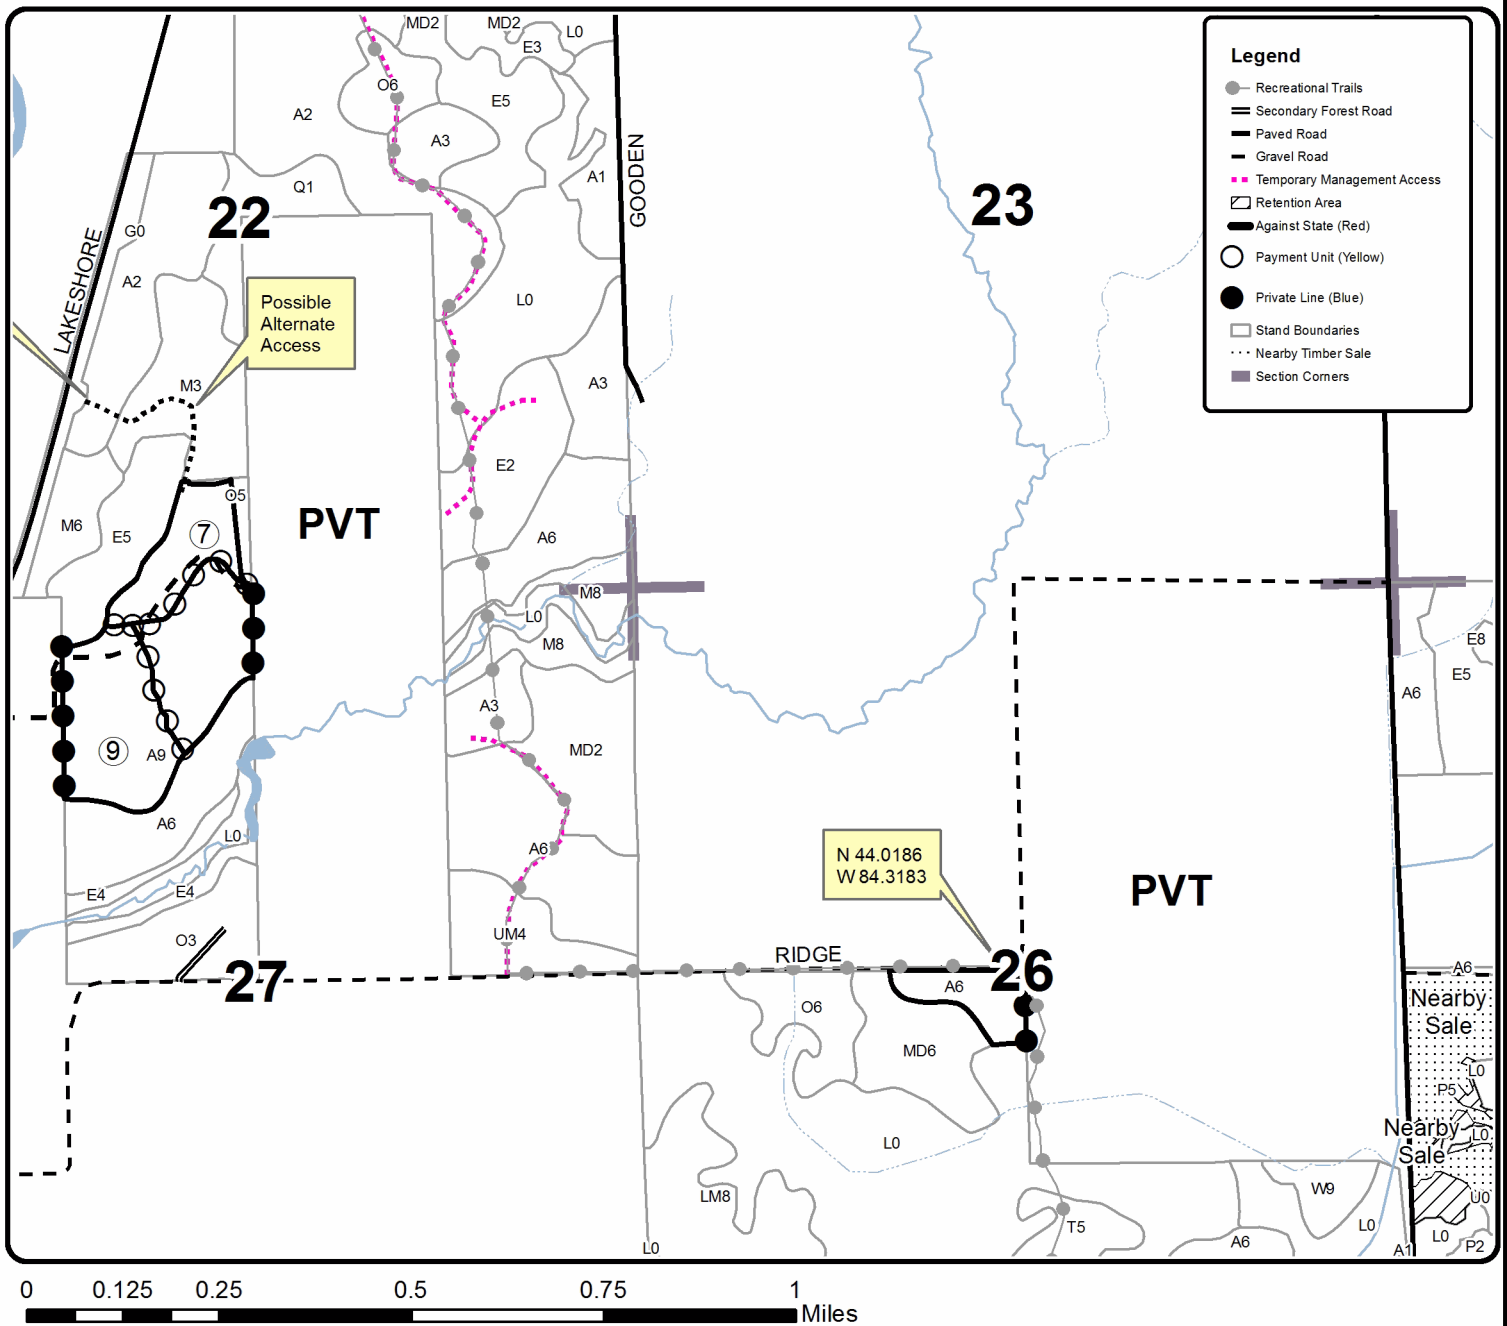 MD2
MD2
L0
E3
O6
E5
A2
A3
A1
Q1
GOODEN
22
23
G0
A2
LAKESHORE
L0
Possible
Alternate
Access
M3
A3
E2
O5
PVT
M6
E5
7
A6
M8
L0
M8
A3
9
A9
MD2
A6
L0
A6
E4
E4
UM4
O3
27
N 44.0186
W 84.3183
RIDGE
26
A6
O6
MD6
L0
LM8
L0
PVT
E8
E5
A6
A6
Nearby
Sale
L0
P5
Nearby
Sale
L0
W9
U0
T5
A6
L0
A1
L0
P2
Legend
Recreational Trails
Secondary Forest Road
Paved Road
Gravel Road
Temporary Management Access
Retention Area
Against State (Red)
Payment Unit (Yellow)
Private Line (Blue)
Stand Boundaries
Nearby Timber Sale
Section Corners
0 0.125 0.25 0.5 0.75 1
Miles